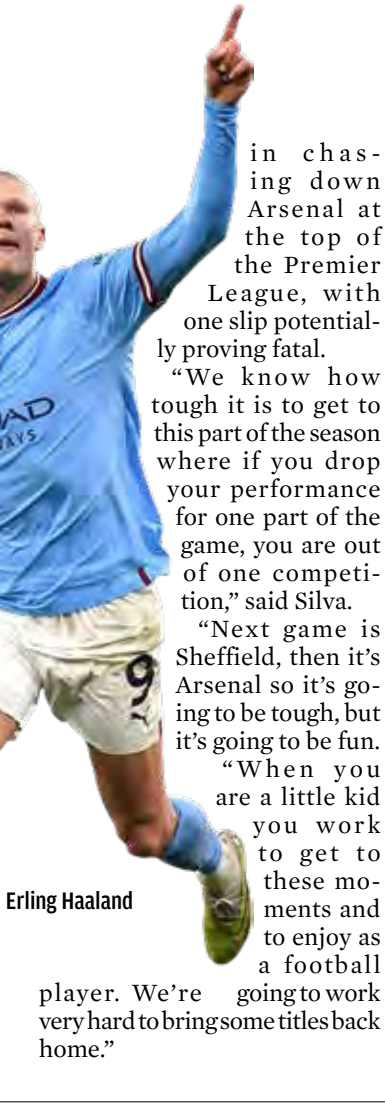 in chas-
ing down
Arsenal at
the top of
the Premier
League, with
one slip potential-
ly proving fatal.
“We know how
tough it is to get to
this part of the season
where if you drop
your performance
for one part of the
game, you are out
of one competi-
tion,” said Silva.
“Next game is
Sheffield, then it’s
Arsenal so it’s go-
ing to be tough, but
it’s going to be fun.
“When you
are a little kid
you work
to get to
these mo-
ments and
to enjoy as
a football
player. We’re going to work
very hard to bring some titles back
home.”
Erling Haaland
9